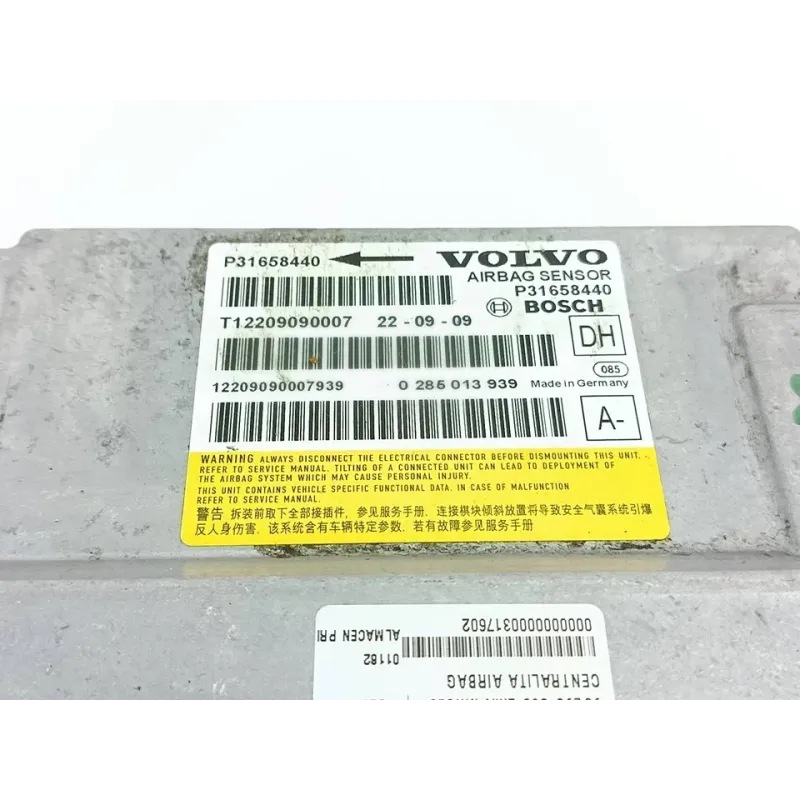 P31658440
VOLVO
AIRBAG SENSOR
P31658440
BOSCH
T12209090007 22-09-09
DH
085
12209090007939 0 285 013 939 Made in Germany
A-
WARNING ALWAYS DISCONNECT THE ELECTRICAL CONNECTOR BEFORE DISMOUNTING THIS UNIT.
REFER TO SERVICE MANUAL. TILTING OF A CONNECTED UNIT CAN LEAD TO DEPLOYMENT OF
THE AIRBAG SYSTEM WHICH MAY CAUSE PERSONAL INJURY.
THIS UNIT CONTAINS VEHICLE SPECIFIC FUNCTIONAL DATA. IN CASE OF MALFUNCTION
REFER TO SERVICE MANUAL.
警告 拆装前取下全部接插件，参见服务手册．连接模块倾斜放置将导致安全气囊系统引爆
反人身伤害．该系统含有车辆特定参数．若有故障参见服务手册
CENTRALITA AIRBAG
01182
ALMACEN PRI
000000000317602